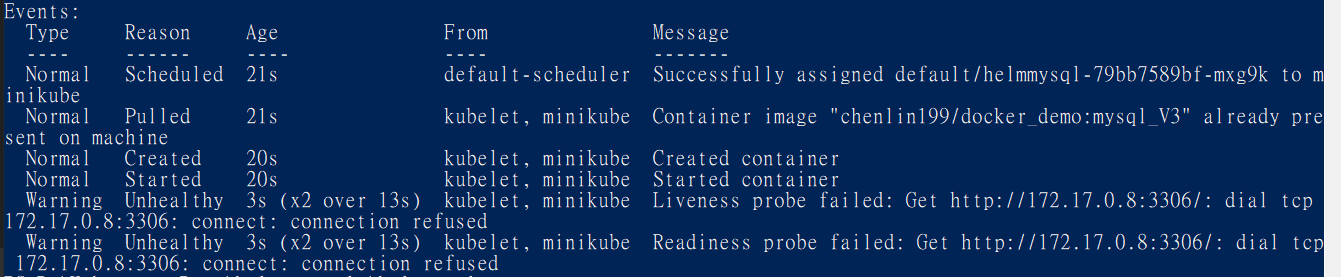 Events:
  Type     Reason     Age                From               Message
  ----     ------     ----               ----               -------
  Normal   Scheduled  21s                default-scheduler  Successfully assigned default/helmmysql-79bb7589bf-mxg9k to m
inikube
  Normal   Pulled     21s                kubelet, minikube  Container image "chenlin199/docker_demo:mysql_V3" already pre
sent on machine
  Normal   Created    20s                kubelet, minikube  Created container
  Normal   Started    20s                kubelet, minikube  Started container
  Warning  Unhealthy  3s (x2 over 13s)   kubelet, minikube  Liveness probe failed: Get http://172.17.0.8:3306/: dial tcp
172.17.0.8:3306: connect: connection refused
  Warning  Unhealthy  3s (x2 over 13s)   kubelet, minikube  Readiness probe failed: Get http://172.17.0.8:3306/: dial tcp
 172.17.0.8:3306: connect: connection refused